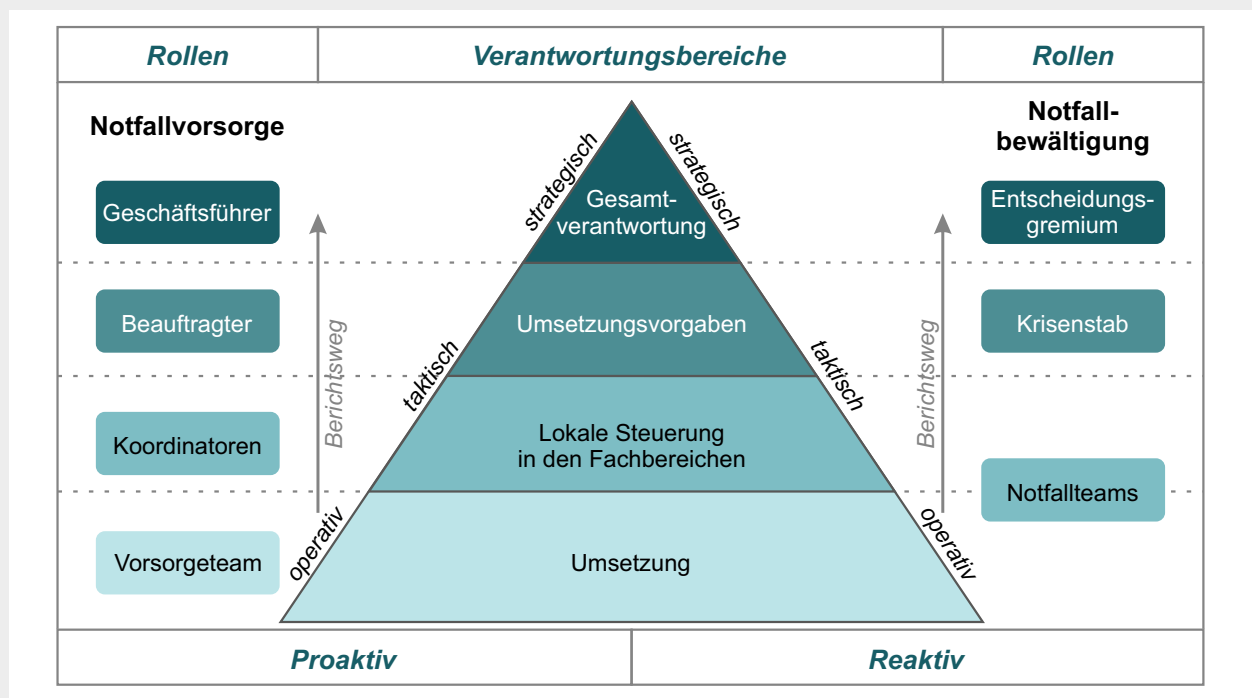 Rollen
Verantwortungsbereiche
Rollen
Notfallvorsorge
Notfall-
bewältigung
strategisch
strategisch
Geschäftsführer
Gesamt-
verantwortung
Entscheidungs-
gremium
Beauftragter
Umsetzungsvorgaben
Krisenstab
Berichtsweg
taktisch
taktisch
Berichtsweg
Koordinatoren
Lokale Steuerung
in den Fachbereichen
Notfallteams
operativ
operativ
Vorsorgeteam
Umsetzung
Proaktiv
Reaktiv